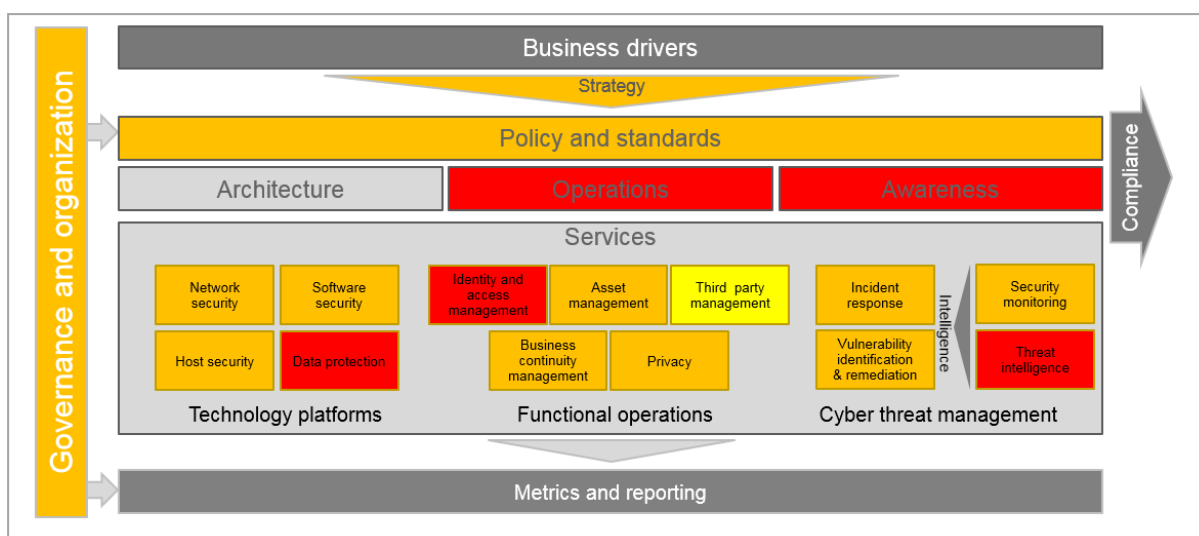 Governance and organization
Business drivers
Strategy
Policy and standards
Architecture
Operations
Awareness
Compliance
Services
Network
security
Software
security
Host security
Data protection
Technology platforms
Identity and
access
management
Asset
management
Third party
management
Business
continuity
management
Privacy
Functional operations
Incident
response
Vulnerability
identification
& remediation
Intelligence
Security
monitoring
Threat
intelligence
Cyber threat management
Metrics and reporting